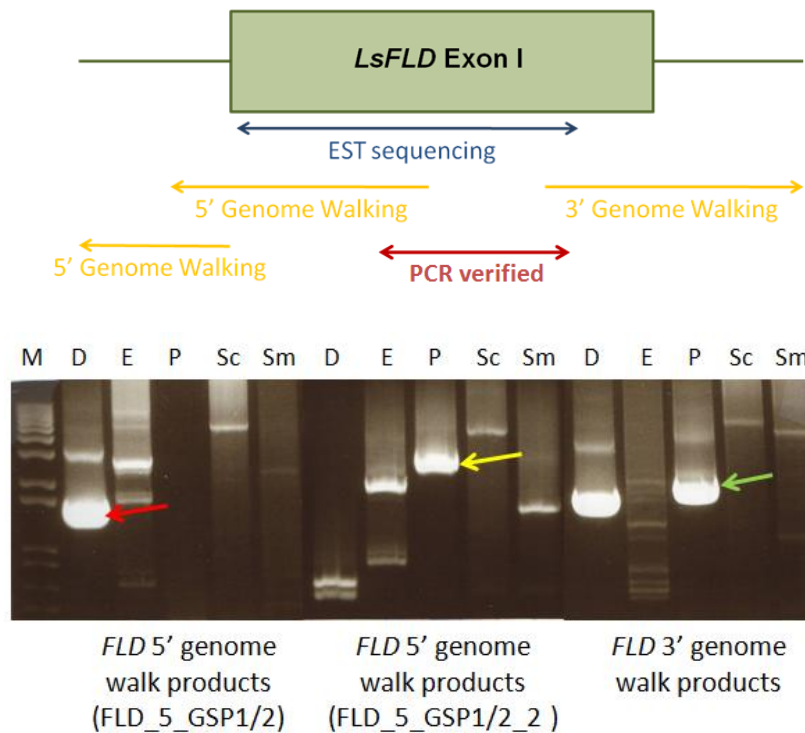 LsFLD Exon I
EST sequencing
5' Genome Walking
3' Genome Walking
5' Genome Walking
PCR verified
M D E P Sc Sm D E P Sc Sm D E P Sc Sm
FLD 5' genome
walk products
(FLD_5_GSP1/2)
FLD 5' genome
walk products
(FLD_5_GSP1/2_2 )
FLD 3' genome
walk products